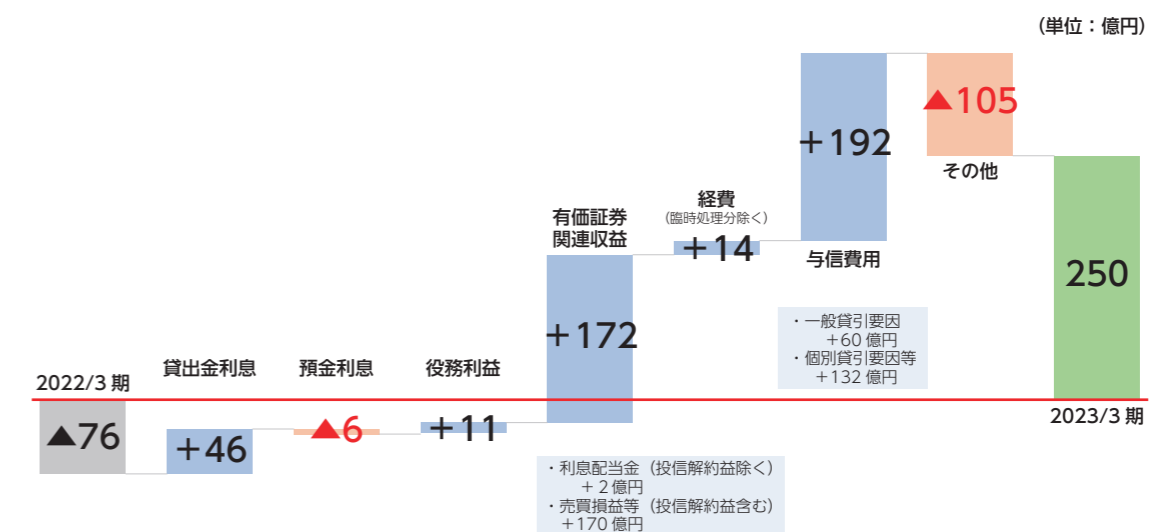 （単位：億円）
2022/3 期
▲76
貸出金利息
＋46
預金利息
▲6
役務利益
＋11
有価証券
関連収益
＋172
・利息配当金（投信解約益除く）
＋2億円
・売買損益等（投信解約益含む）
＋170 億円
経費
（臨時処理分除く）
＋14
＋192
与信費用
・一般貸引要因
＋60 億円
・個別貸引要因等
＋132 億円
▲105
その他
250
2023/3 期